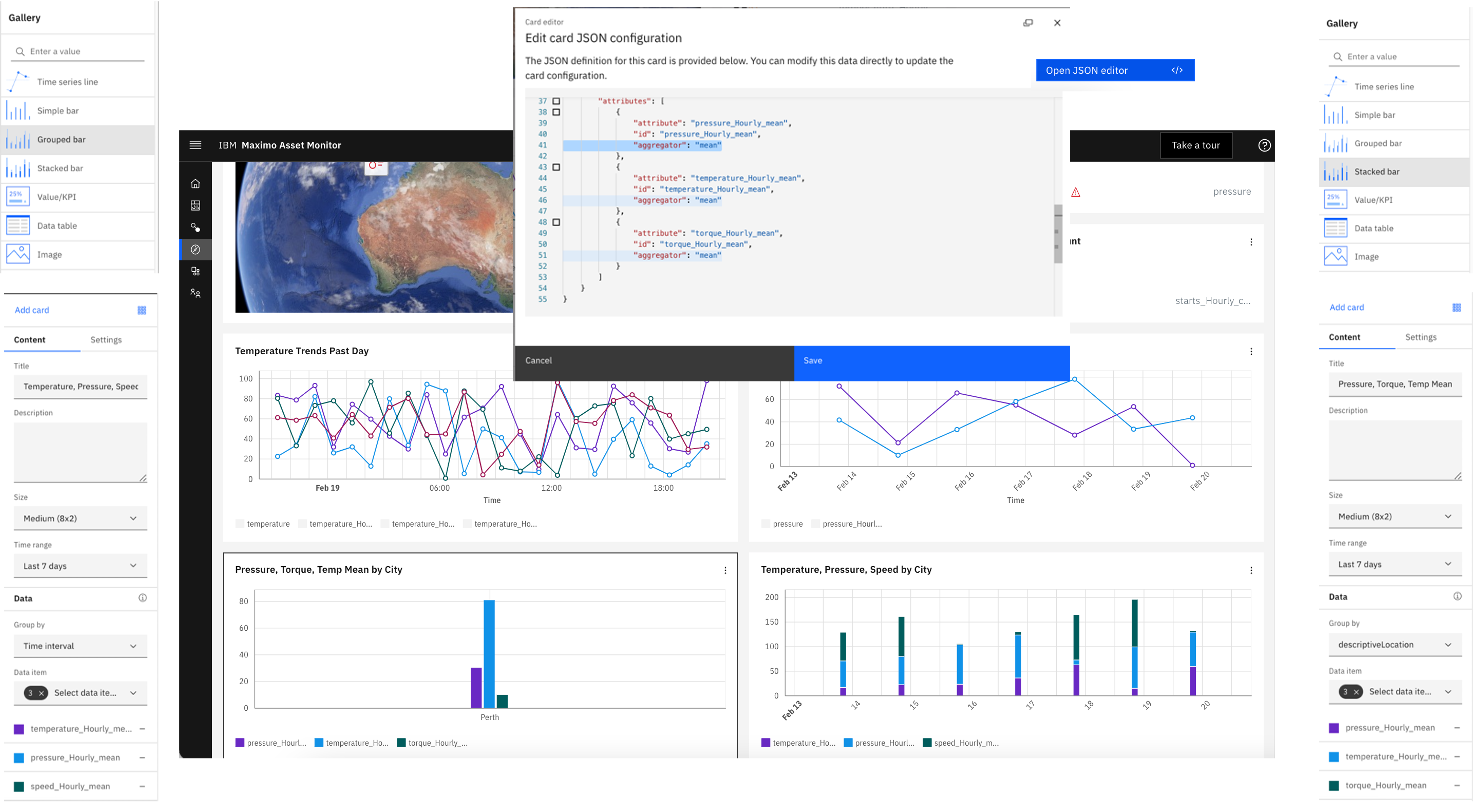 Gallery
Enter a value
Time series line
Simple bar
Grouped bar
Stacked bar
25%
Value/KPI
Data table
Image
Add card
Content
Settings
Title
Temperature, Pressure, Speed
Description
Size
Medium (8x2)
Time range
Last 7 days
Data
Group by
Time interval
Data item
3 × Select data ite...
temperature_Hourly_me...
pressure_Hourly_mean
speed_Hourly_mean
Card editor
Edit card JSON configuration
The JSON definition for this card is provided below. You can modify this data directly to update the
card configuration.
37 "attributes": [
38 {
39 "attribute": "pressure_Hourly_mean",
40 "id": "pressure_Hourly_mean",
41 "aggregator": "mean"
42 },
43 {
44 "attribute": "temperature_Hourly_mean",
45 "id": "temperature_Hourly_mean",
46 "aggregator": "mean"
47 },
48 {
49 "attribute": "torque_Hourly_mean",
50 "id": "torque_Hourly_mean",
51 "aggregator": "mean"
52 }
53 ]
54 }
55 }
Cancel
Save
Open JSON editor </>
IBM Maximo Asset Monitor
Take a tour
pressure
nt
starts_Hourly_c...
Temperature Trends Past Day
100
80
60
40
20
0
Feb 19
06:00
12:00
18:00
Time
temperature
temperature_Ho...
temperature_Ho...
temperature_Ho...
60
40
20
0
Feb 13
Feb 14
Feb 15
Feb 16
Feb 17
Feb 18
Feb 19
Feb 20
Time
pressure
pressure_Hourl...
Pressure, Torque, Temp Mean by City
80
60
40
20
0
Perth
pressure_Hourl...
temperature_Ho...
torque_Hourly_...
Temperature, Pressure, Speed by City
200
150
100
50
0
Feb 13
14
15
16
17
18
19
20
temperature_Ho...
pressure_Hourl...
speed_Hourly_m...
Gallery
Enter a value
Time series line
Simple bar
Grouped bar
Stacked bar
25%
Value/KPI
Data table
Image
Add card
Content
Settings
Title
Pressure, Torque, Temp Mean
Description
Size
Medium (8x2)
Time range
Last 7 days
Data
Group by
descriptiveLocation
Data item
3 × Select data ite...
pressure_Hourly_mean
temperature_Hourly_me...
torque_Hourly_mean